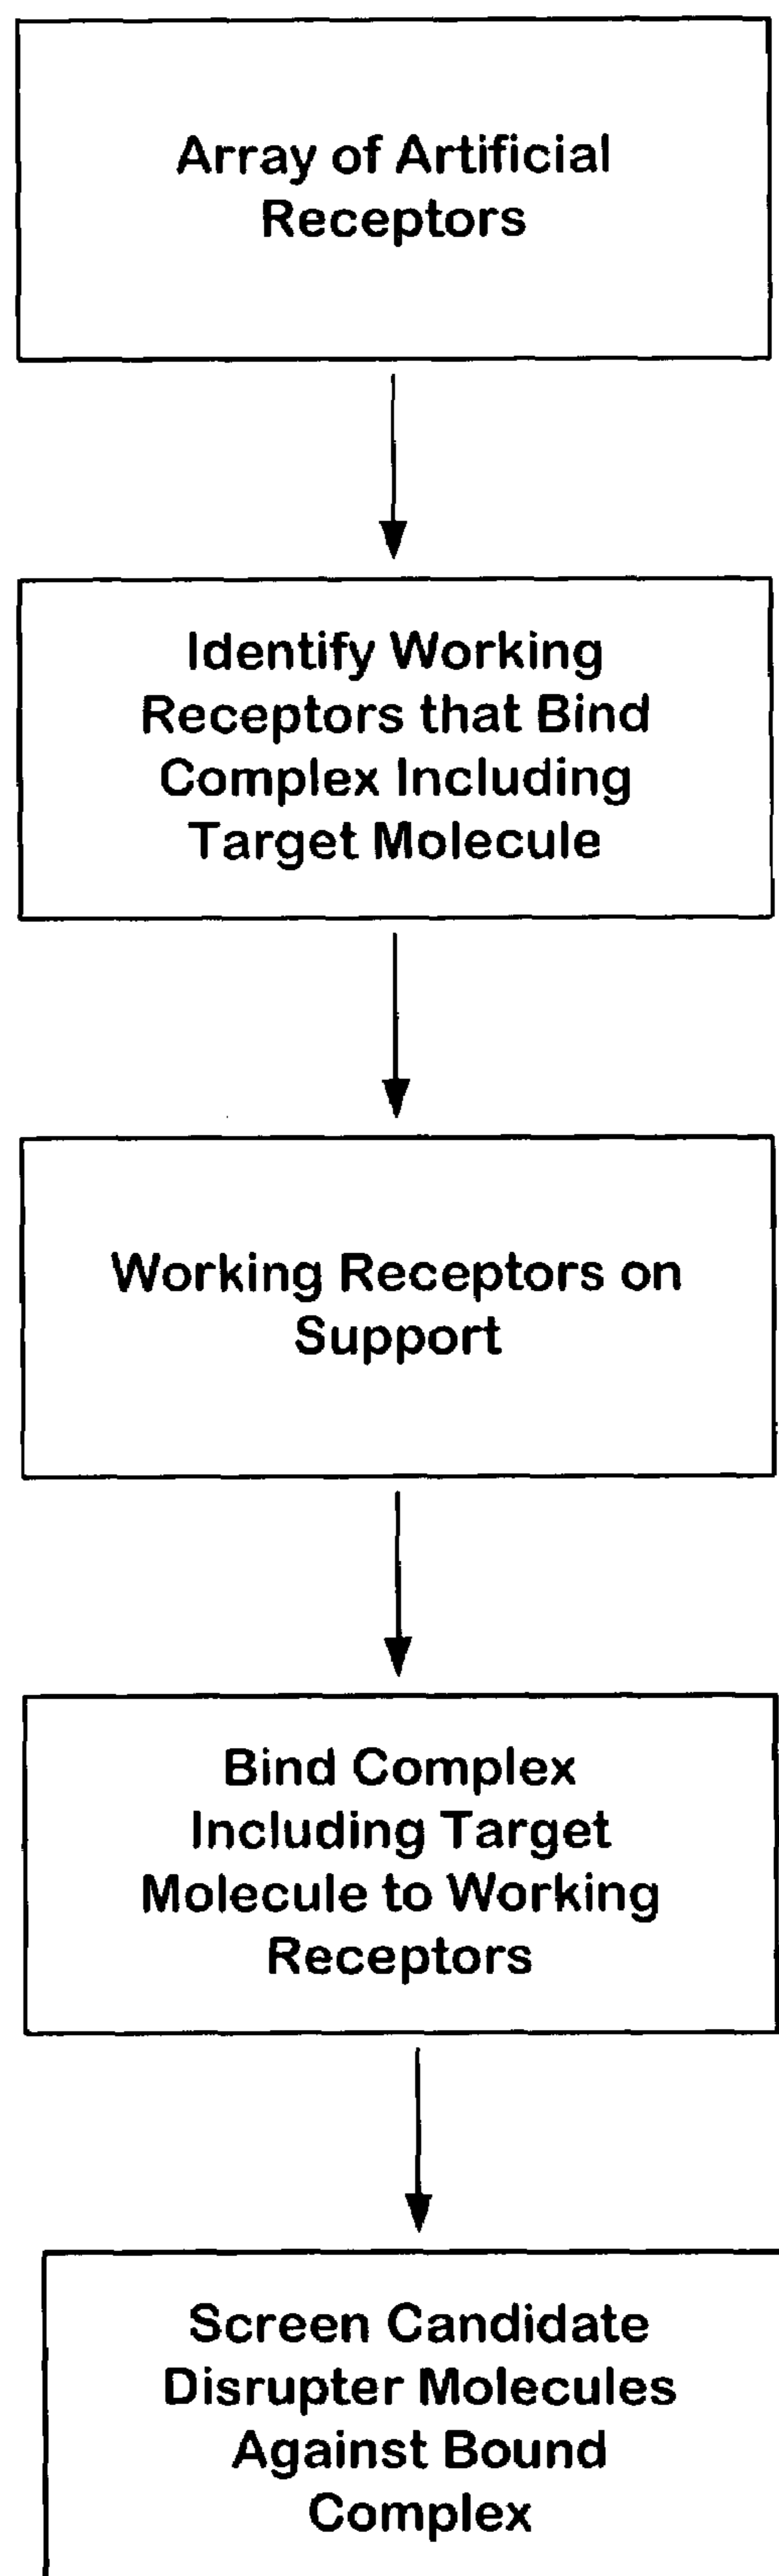 Array of Artificial
Receptors
Identify Working
Receptors that Bind
Complex Including
Target Molecule
Working Receptors on
Support
Bind Complex
Including Target
Molecule to Working
Receptors
Screen Candidate
Disrupter Molecules
Against Bound
Complex